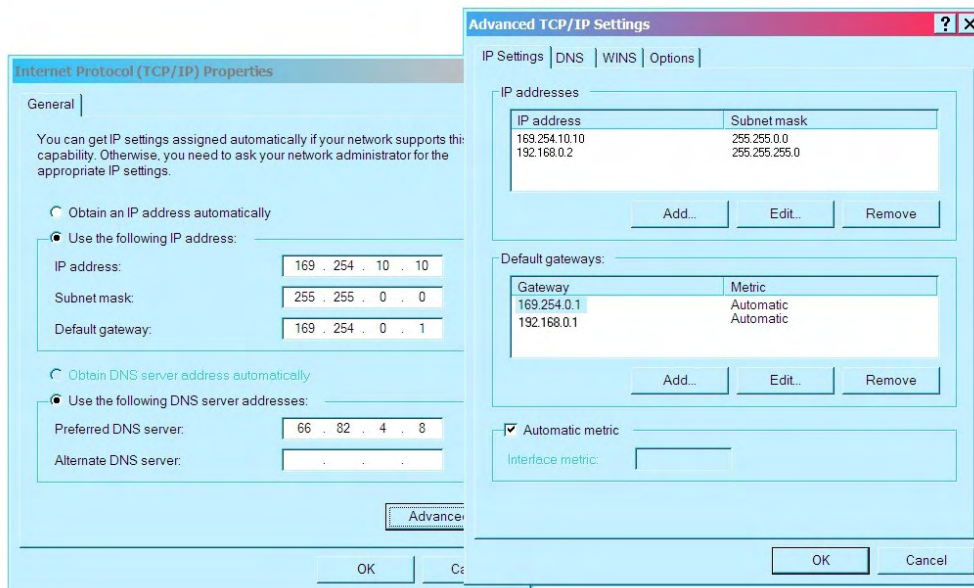 Internet Protocol (TCP/IP) Properties
General
You can get IP settings assigned automatically if your network supports this
capability. Otherwise, you need to ask your network administrator for the
appropriate IP settings.
Obtain an IP address automatically
Use the following IP address:
IP address: 169 . 254 . 10 . 10
Subnet mask: 255 . 255 . 0 . 0
Default gateway: 169 . 254 . 0 . 1
Obtain DNS server address automatically
Use the following DNS server addresses:
Preferred DNS server: 66 . 82 . 4 . 8
Alternate DNS server: . . .
Advanced
OK Ca
Advanced TCP/IP Settings ? X
IP Settings DNS WINS Options
IP addresses
IP address Subnet mask
169.254.10.10 255.255.0.0
192.168.0.2 255.255.255.0
Add... Edit... Remove
Default gateways:
Gateway Metric
169.254.0.1 Automatic
192.168.0.1 Automatic
Add... Edit... Remove
Automatic metric
Interface metric:
OK Cancel